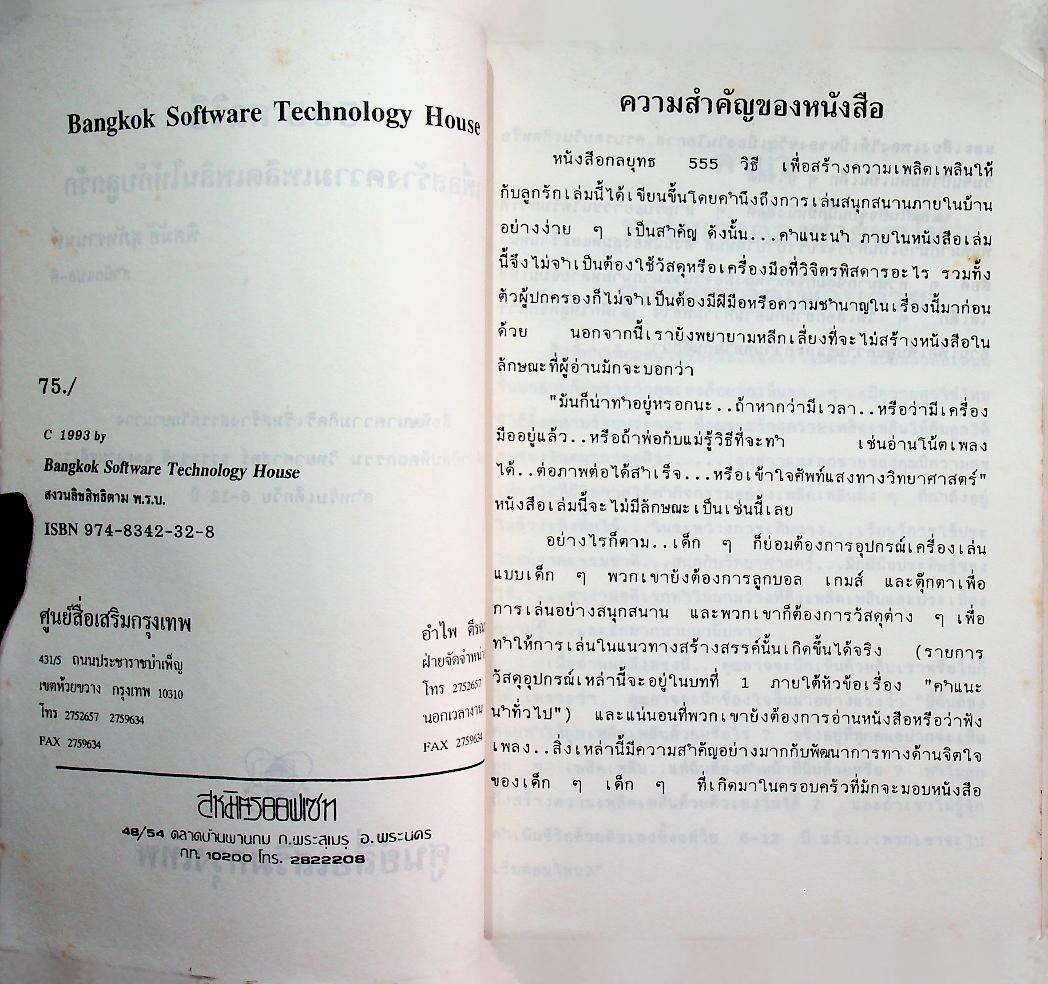 Bangkok Software Technology House
75./
C 1993 by
Bangkok Software Technology House
สงวนลิขสิทธิตาม พ.ร.บ.
ISBN 974-8342-32-8
ศูนย์สื่อเสริมกรุงเทพ
431/5 ถนนประชาราชบำเพ็ญ
เขตห้วยขวาง กรุงเทพ 10310
โทร 2752657 2759634
FAX 2759634
อำไพ
ฝ่ายจัดจำหน่าย
โทร 2752657
นอกเวลางาน
FAX 2759634
สหมิตรออฟเซท
48/54 ตลาดบ้านพานถม ถ.พระสุเมรุ อ.พระนคร
กท. 10200 โทร. 2822208
ความสำคัญของหนังสือ
หนังสือกลยุทธ 555 วิธี เพื่อสร้างความเพลิดเพลินให้
กับลูกรักเล่มนี้ได้เขียนขึ้นโดยคำนึงถึงการเล่นสนุกสนานภายในบ้าน
อย่างง่าย ๆ เป็นสำคัญ ดังนั้น...คำแนะนำ ภายในหนังสือเล่ม
นี้จึงไม่จำเป็นต้องใช้วัสดุหรือเครื่องมือที่วิจิตรพิสดารอะไร รวมทั้ง
ตัวผู้ปกครองก็ไม่จำเป็นต้องมีฝีมือหรือความชำนาญในเรื่องนี้มาก่อน
ด้วย นอกจากนี้เรายังพยายามหลีกเลี่ยงที่จะไม่สร้างหนังสือใน
ลักษณะที่ผู้อ่านมักจะบอกว่า
"มันก็น่าทำอยู่หรอกนะ..ถ้าหากว่ามีเวลา..หรือว่ามีเครื่อง
มืออยู่แล้ว..หรือถ้าพ่อกับแม่รู้วิธีที่จะทำ เช่นอ่านโน้ตเพลง
ได้..ต่อภาพต่อได้สำเร็จ...หรือเข้าใจศัพท์แสงทางวิทยาศาสตร์"
หนังสือเล่มนี้จะไม่มีลักษณะเป็นเช่นนี้เลย
อย่างไรก็ตาม..เด็ก ๆ ก็ย่อมต้องการอุปกรณ์เครื่องเล่น
แบบเด็ก ๆ พวกเขายังต้องการลูกบอล เกมส์ และตุ๊กตาเพื่อ
การเล่นอย่างสนุกสนาน และพวกเขาก็ต้องการวัสดุต่าง ๆ เพื่อ
ทำให้การเล่นในแนวทางสร้างสรรค์นั้นเกิดขึ้นได้จริง (รายการ
วัสดุอุปกรณ์เหล่านี้จะอยู่ในบทที่ 1 ภายใต้หัวข้อเรื่อง "คำแนะ
นำทั่วไป") และแน่นอนที่พวกเขายังต้องการอ่านหนังสือหรือว่าฟัง
เพลง..สิ่งเหล่านี้มีความสำคัญอย่างมากกับพัฒนาการทางด้านจิตใจ
ของเด็ก ๆ เด็ก ๆ ที่เกิดมาในครอบครัวที่มักจะมอบหนังสือ